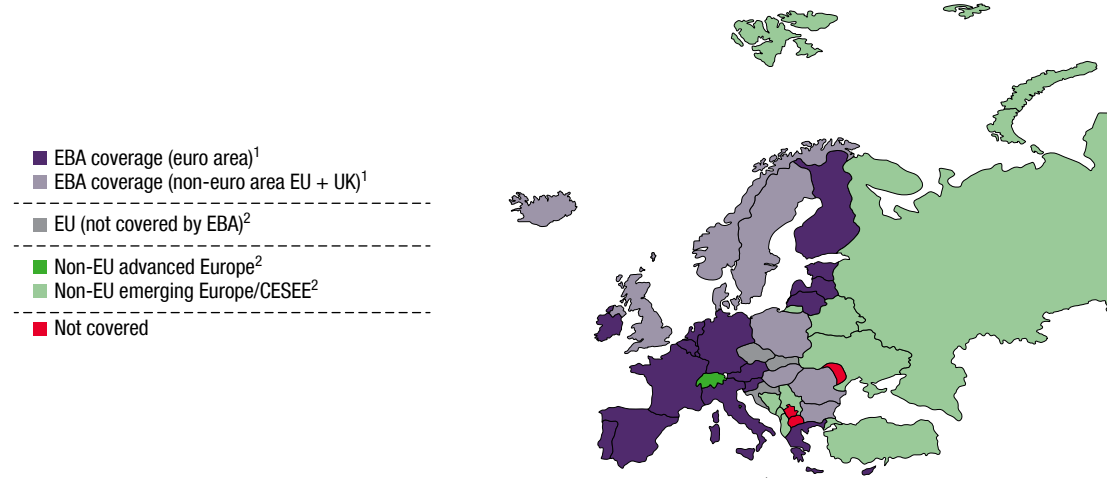 EBA coverage (euro area)1
EBA coverage (non-euro area EU + UK)1
EU (not covered by EBA)2
Non-EU advanced Europe2
Non-EU emerging Europe/CESEE2
Not covered